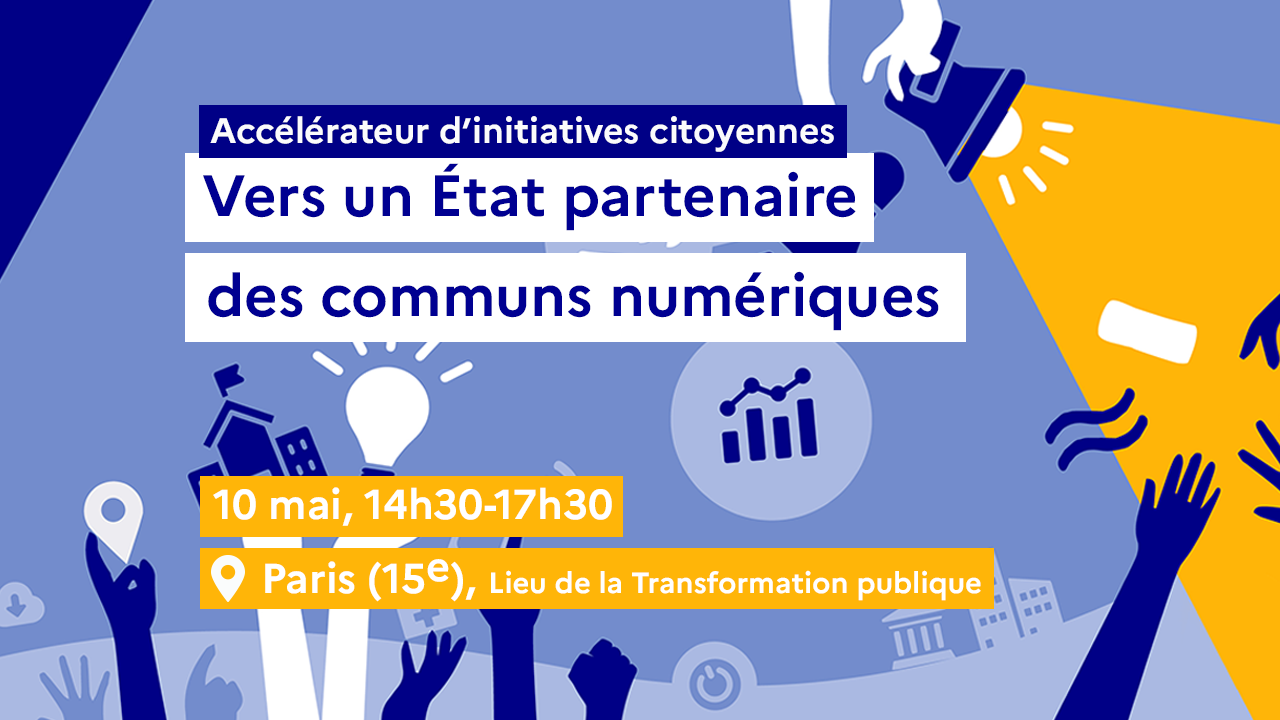 Accélérateur d’initiatives citoyennes
Vers un État partenaire
des communs numériques
10 mai, 14h30-17h30
Paris (15e), Lieu de la Transformation publique